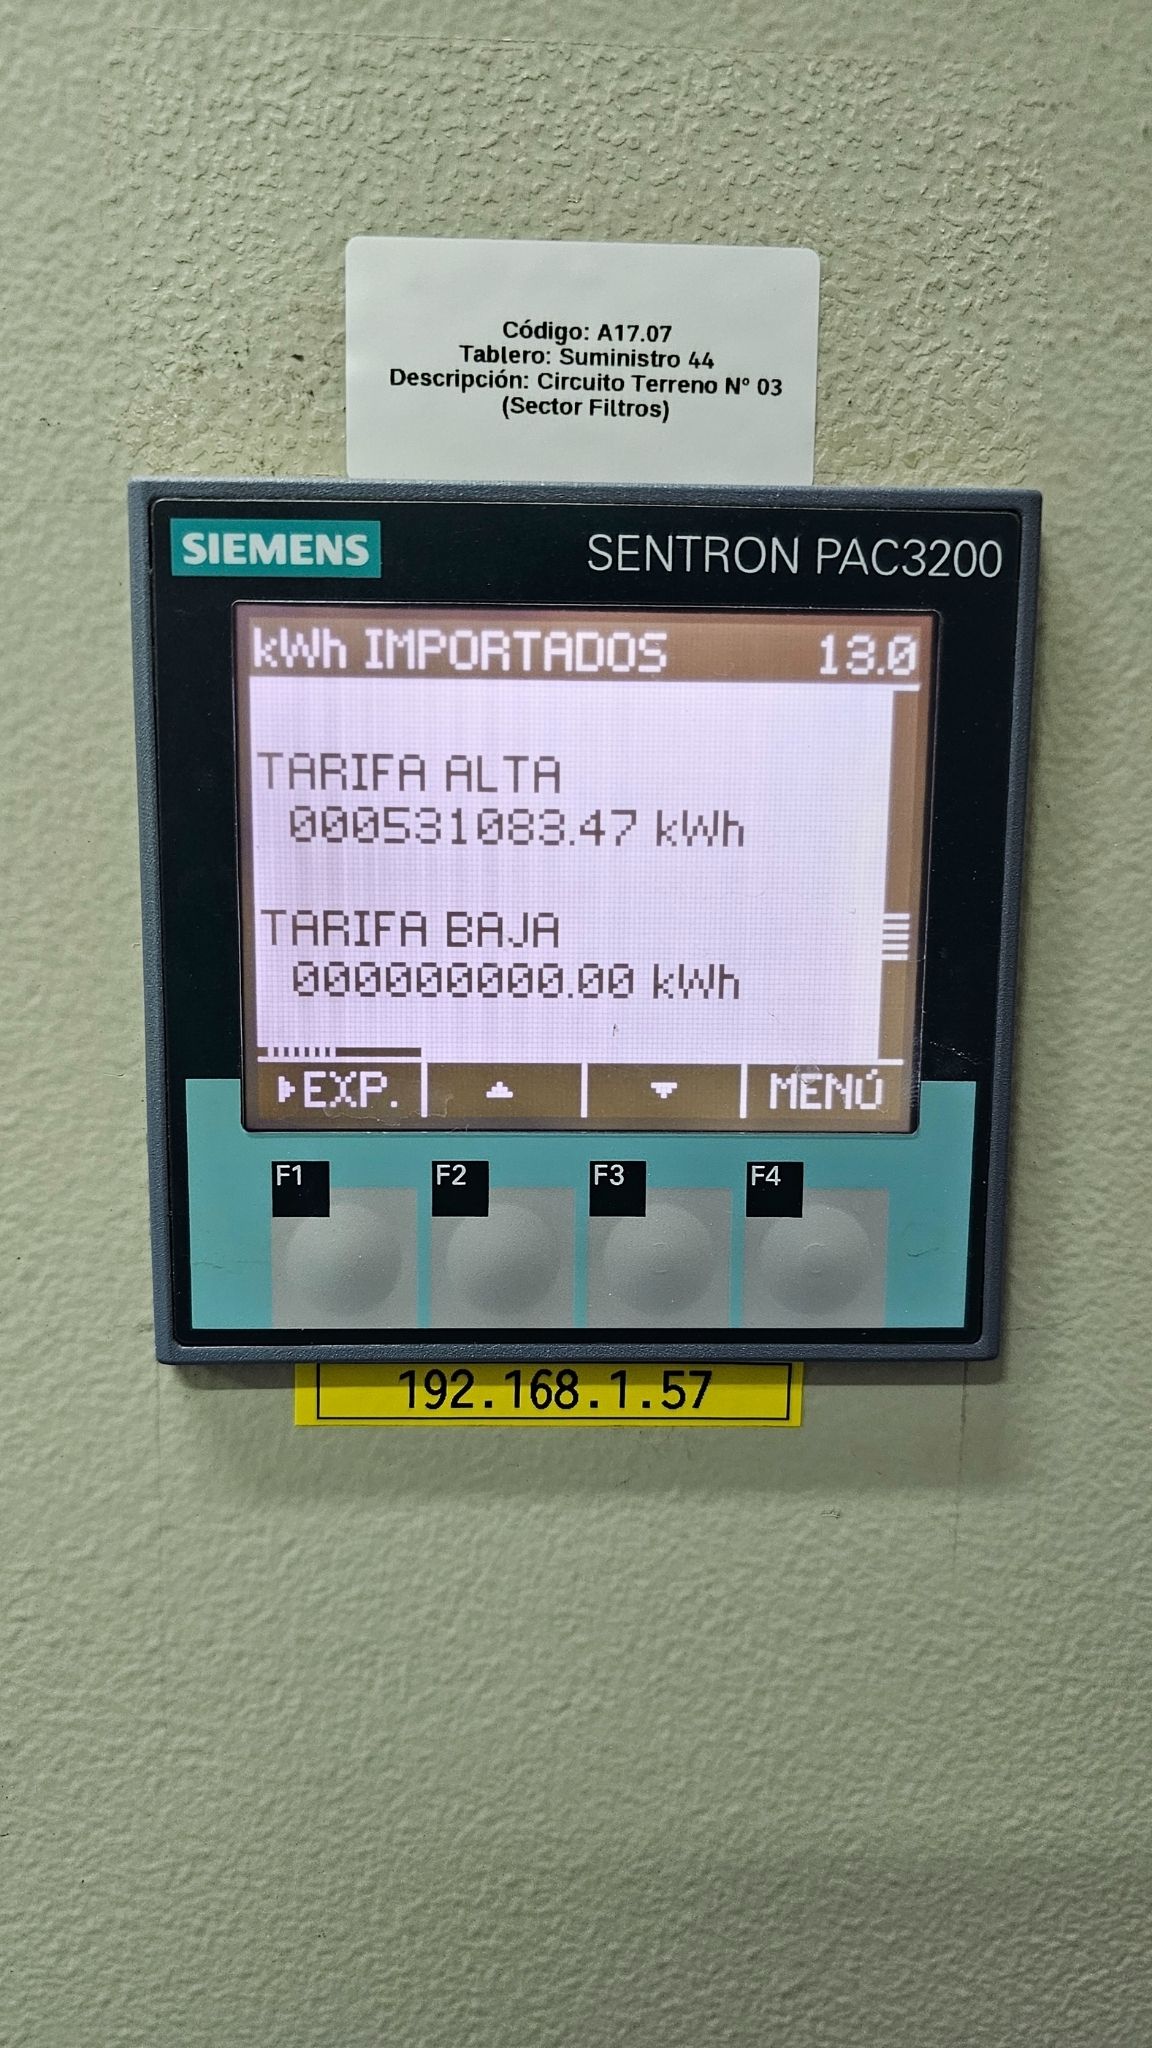 Código: A17.07
Tablero: Suministro 44
Descripción: Circuito Terreno Nº 03
(Sector Filtros)
SIEMENS SENTRON PAC3200
kWh IMPORTADOS 13.0
TARIFA ALTA
000531083.47 kWh
TARIFA BAJA
000000000.00 kWh
EXP. MENÚ
F1 F2 F3 F4
192.168.1.57